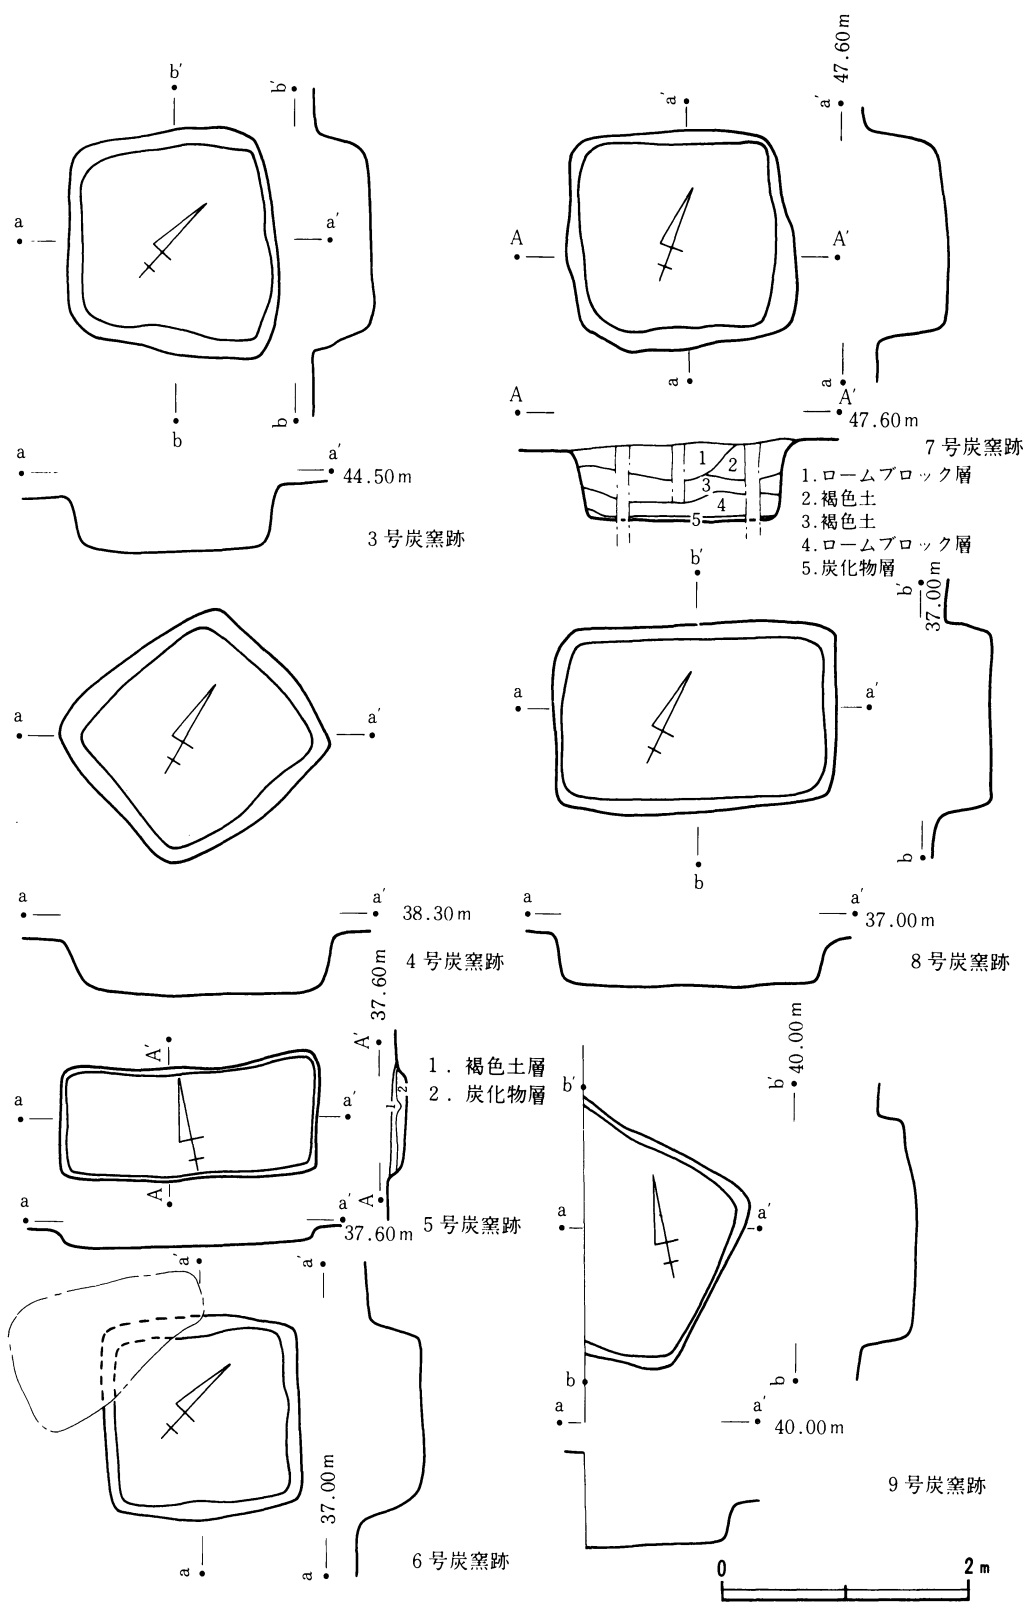 b′
b′
a
a′
b
b
a
a′
44.50m
3号炭窯跡
47.60m
a′
a′
A
A′
a
a
A
A′
47.60m
7号炭窯跡
1
2
3
4
5
1.ロームブロック層
2.褐色土
3.褐色土
4.ロームブロック層
5.炭化物層
a
a′
a
a′
38.30m
4号炭窯跡
b′
b′
37.00m
a
a′
b
b
a
a′
37.00m
8号炭窯跡
A′
A′
37.60m
a
a′
1
2
1.褐色土層
2.炭化物層
A
A
a
a′
37.60m
5号炭窯跡
a′
a′
37.00m
a
a
6号炭窯跡
b′
b′
40.00m
a
a′
b
b
a
a′
40.00m
9号炭窯跡
0
2m